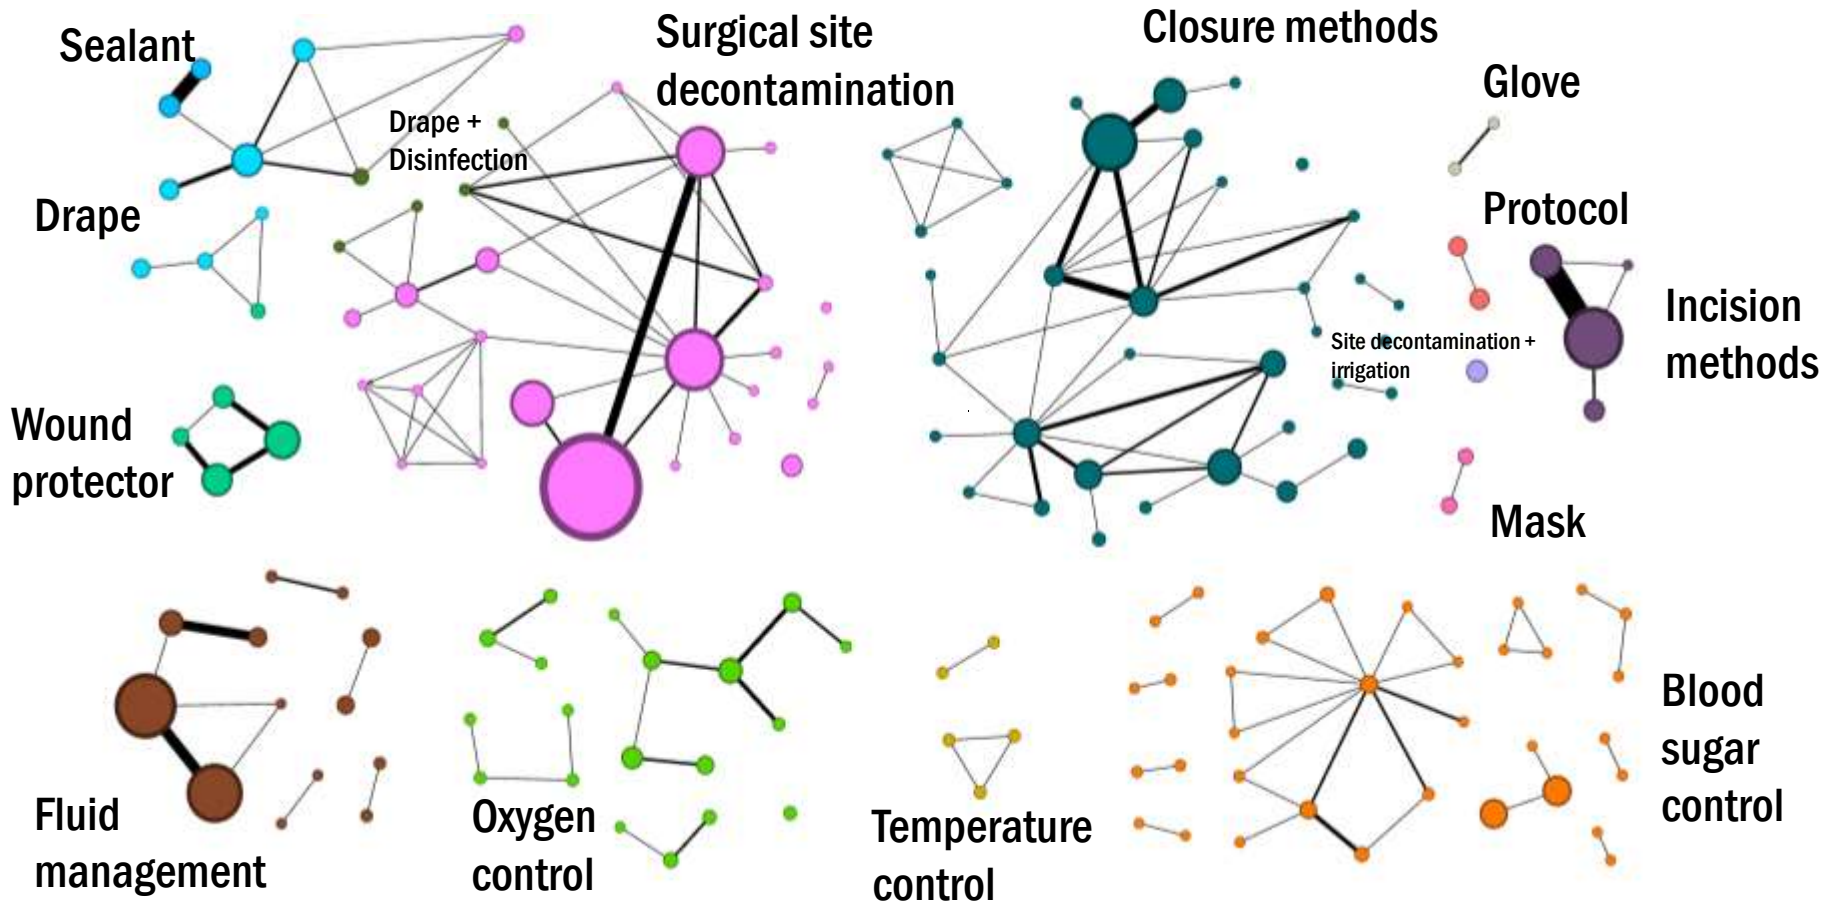 Sealant
Surgical site
decontamination
Closure methods
Glove
Drape +
Disinfection
Drape
Protocol
Incision
methods
Site decontamination +
irrigation
Wound
protector
Mask
Fluid
management
Oxygen
control
Temperature
control
Blood
sugar
control